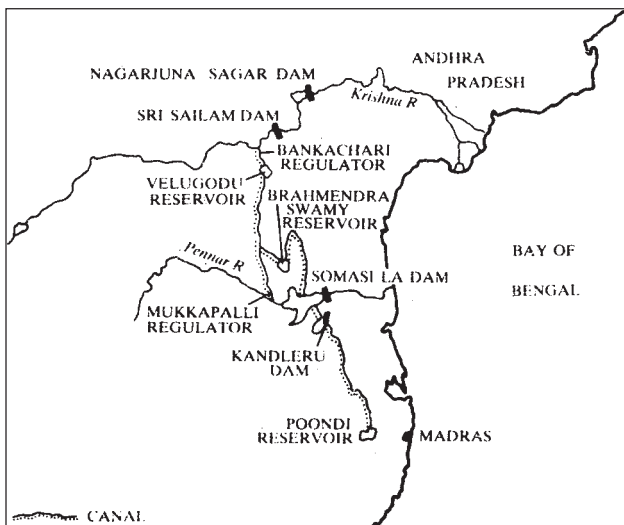 ANDHRA
PRADESH
NAGARJUNA SAGAR DAM
Krishna R
SRI SAILAM DAM
BANKACHARI
REGULATOR
VELUGODU
RESERVOIR
BRAHMENDRA
SWAMY
RESERVOIR
BAY OF
BENGAL
Pennar R
SOMASI LA DAM
MUKKAPALLI
REGULATOR
KANDLERU
DAM
POONDI
RESERVOIR
MADRAS
CANAL